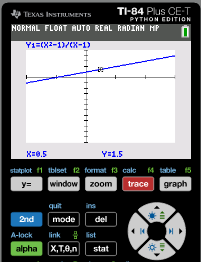 TEXAS INSTRUMENTS TI-84 Plus CE-T
PYTHON EDITION
NORMAL FLOAT AUTO REAL RADIAN MP
Y1=(X²-1)/(X-1)
X=0.5 Y=1.5
statplot f1 tblset f2 format f3 calc f4 table f5
y= window zoom trace graph
quit ins
2nd mode del
A-lock link list
alpha X,T,θ,n stat